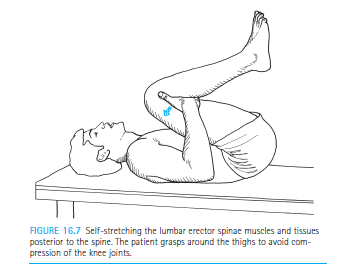 FIGURE 16.7 Self-stretching the lumbar erector spinae muscles and tissues
posterior to the spine. The patient grasps around the thighs to avoid com-
pression of the knee joints.